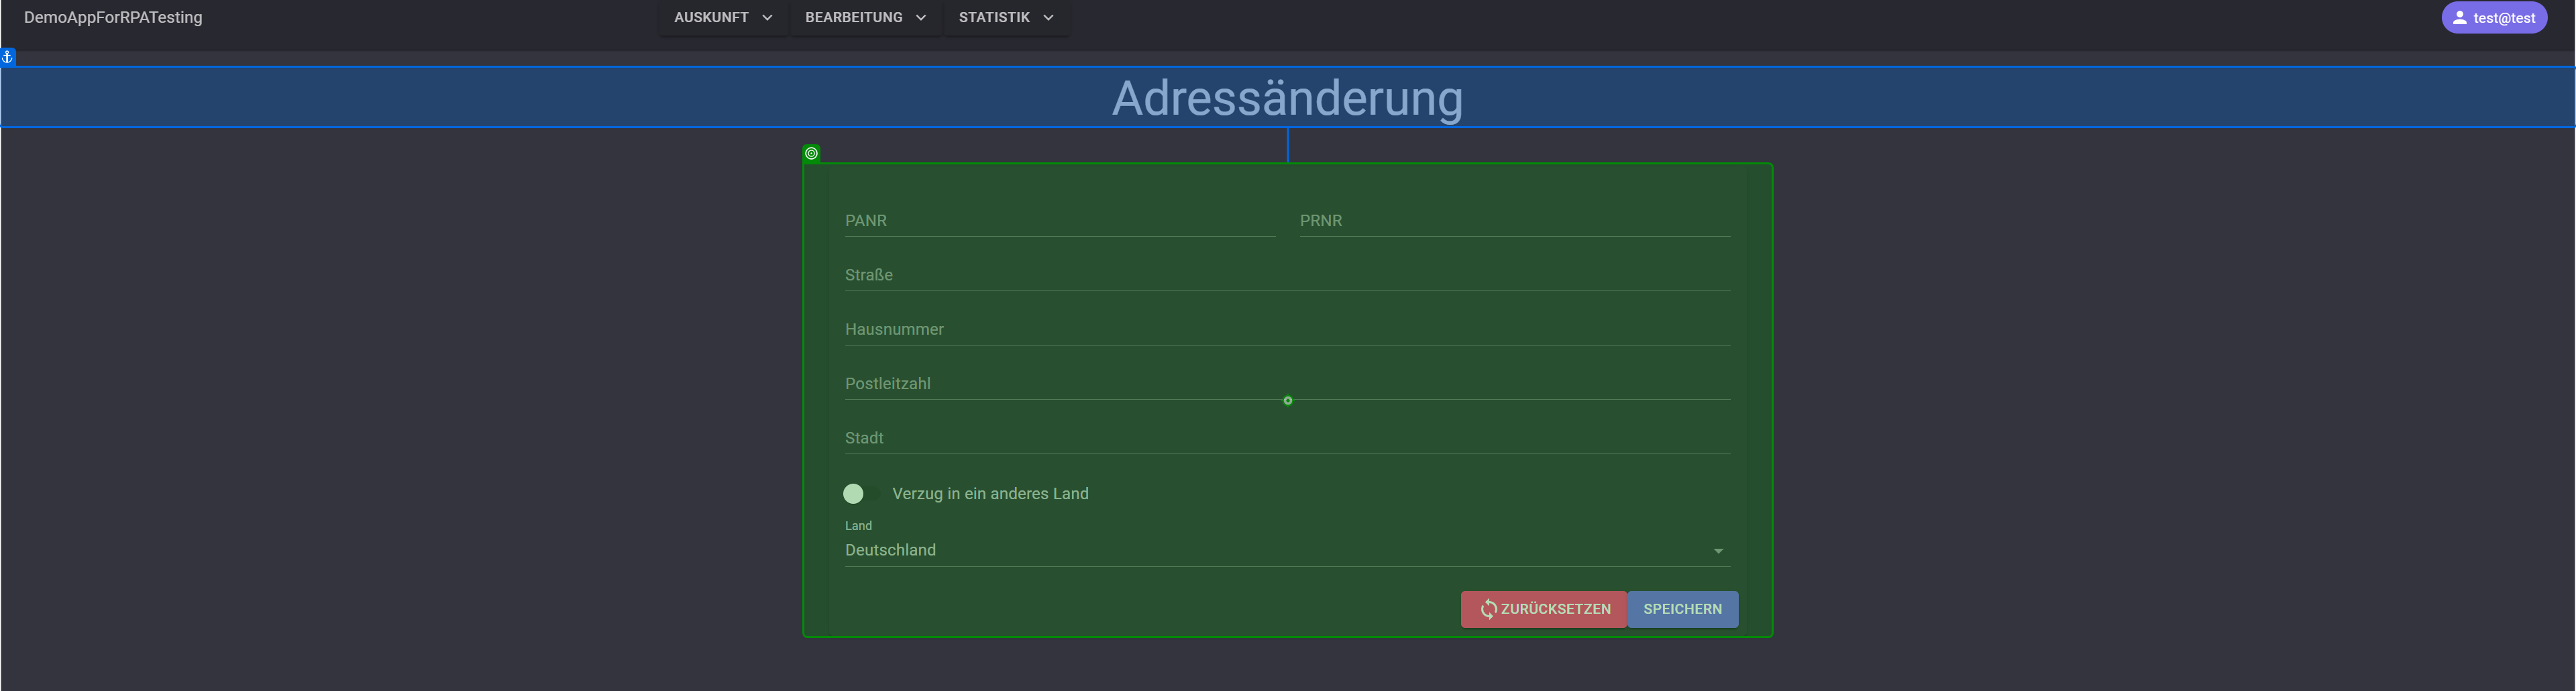 DemoAppForRPATesting AUSKUNFT BEARBEITUNG STATISTIK test@test
Adressänderung
PANR PRNR
Straße
Hausnummer
Postleitzahl
Stadt
Verzug in ein anderes Land
Land
Deutschland
ZURÜCKSETZEN SPEICHERN